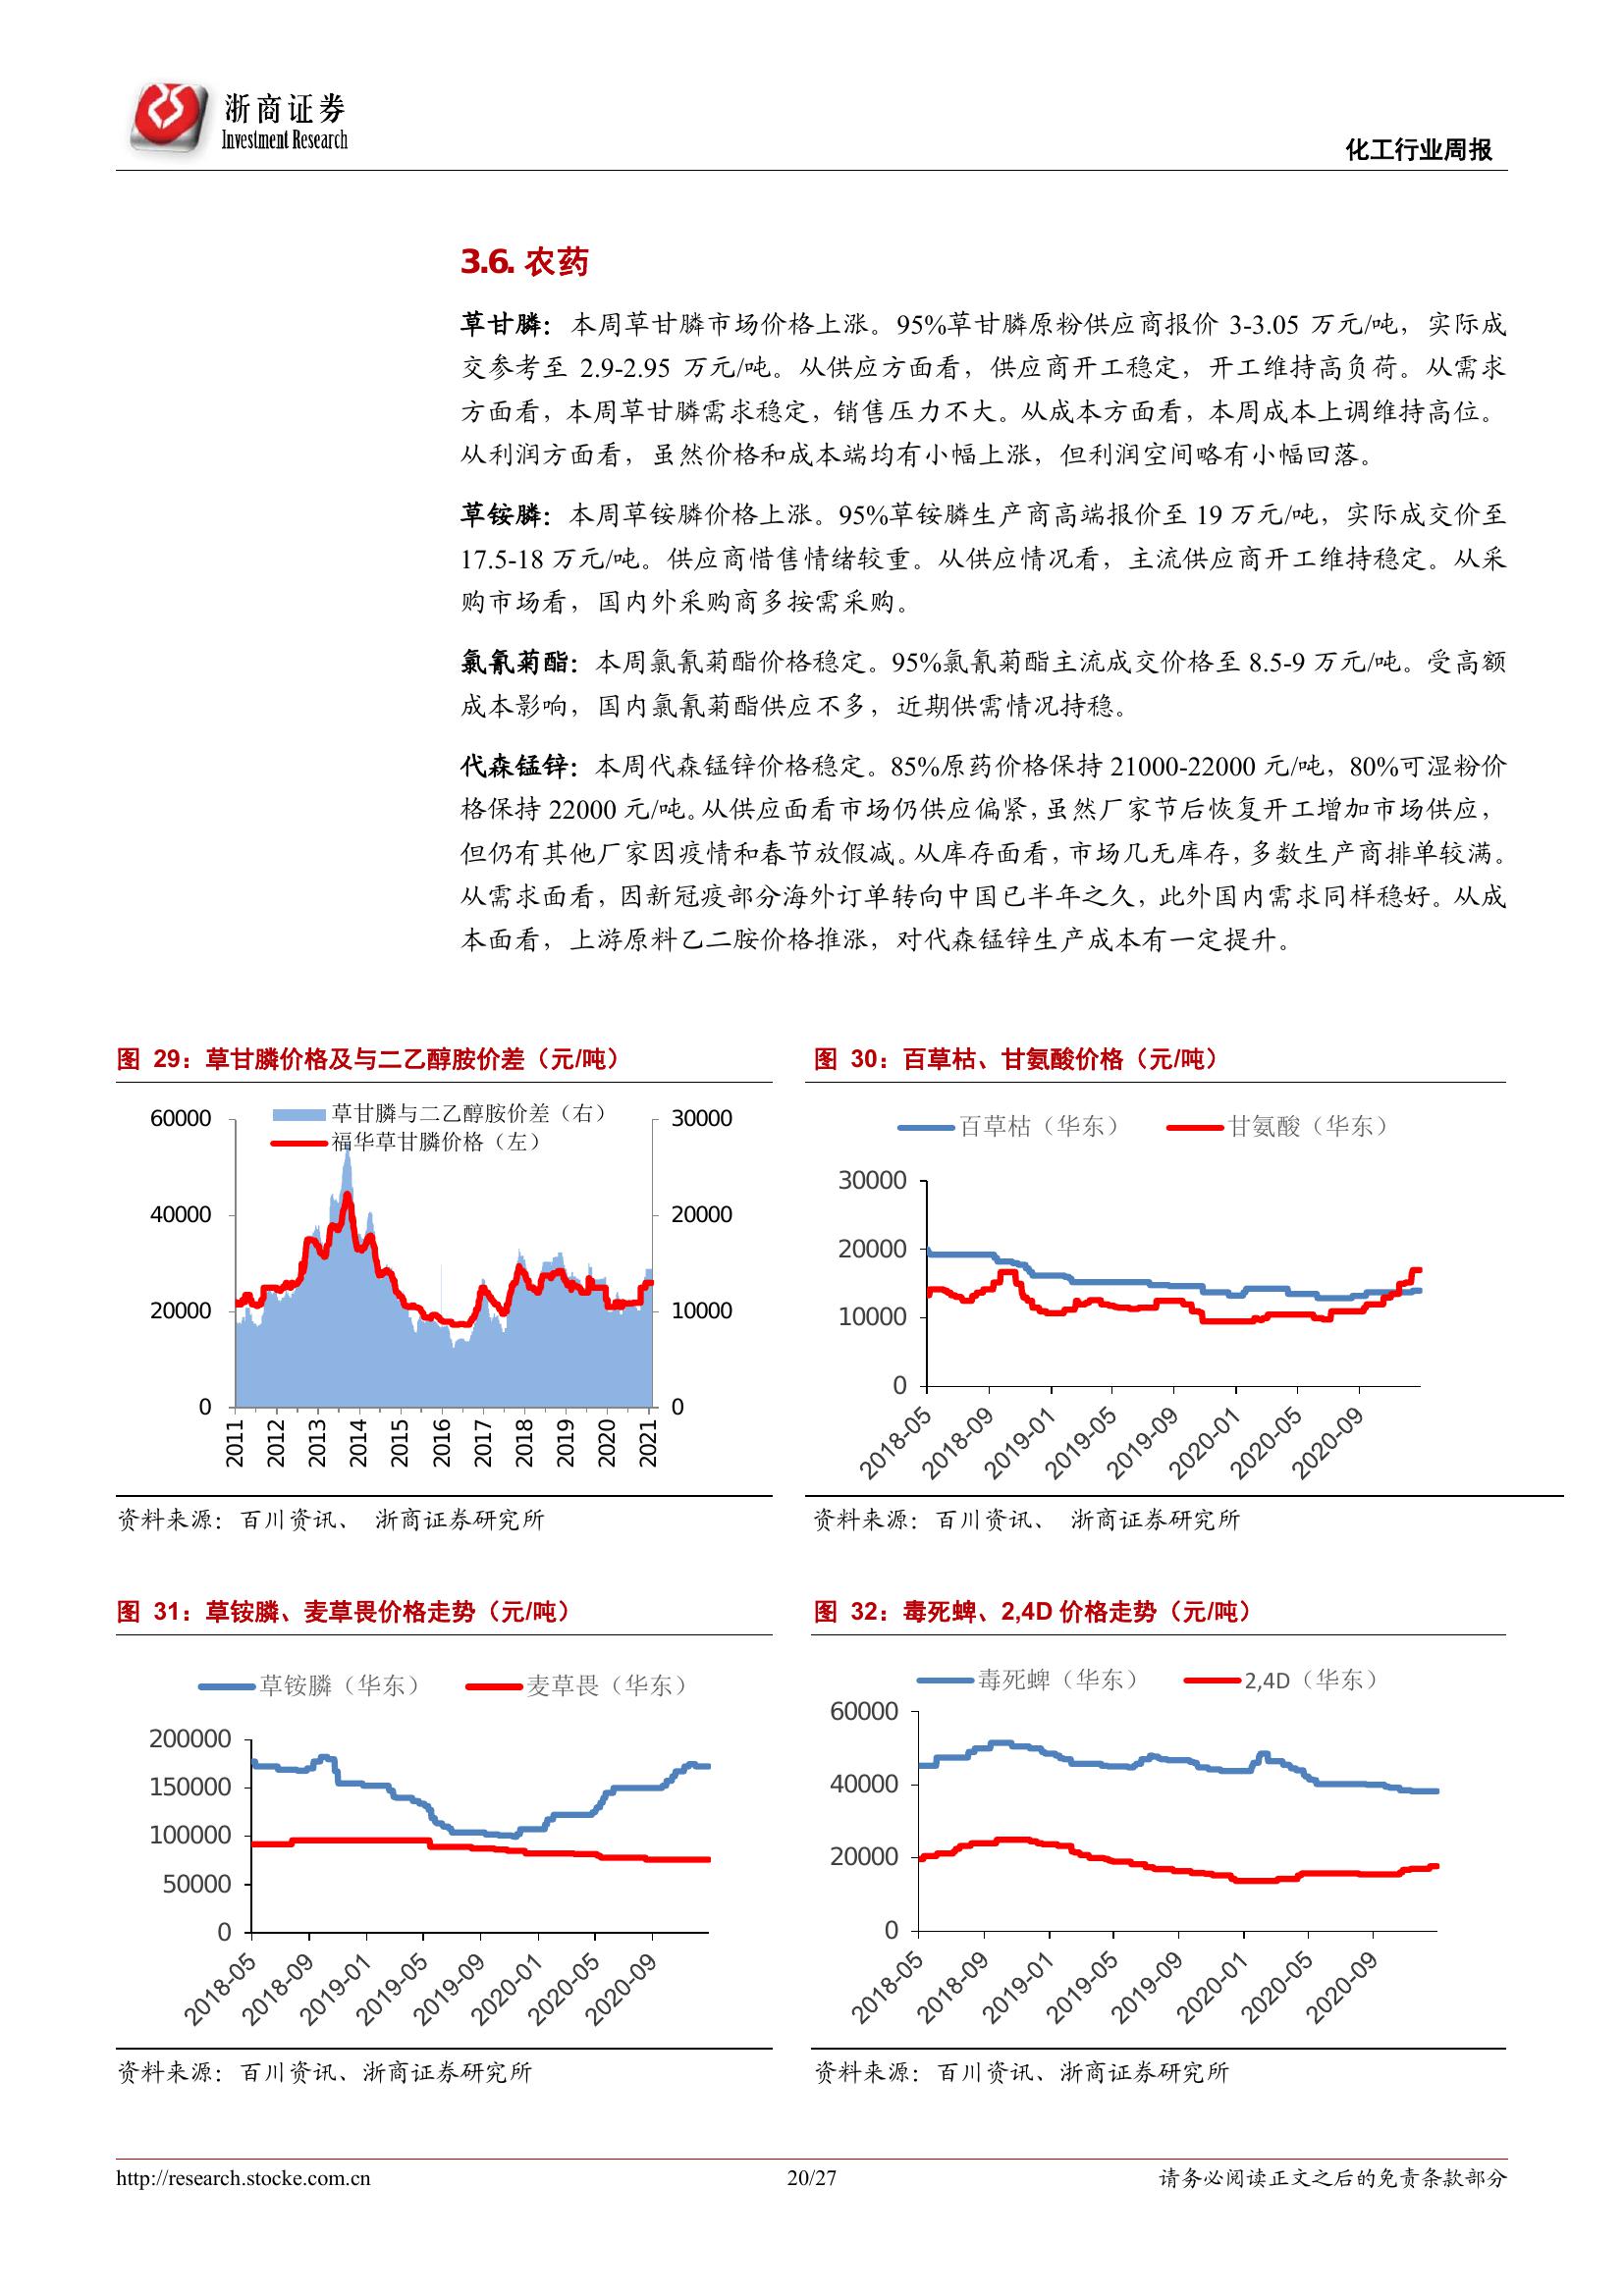 浙商证券
Investment Research
化工行业周报
3.6. 农药
草甘膦：本周草甘膦市场价格上涨。95%草甘膦原粉供应商报价 3-3.05 万元/吨，实际成
交参考至 2.9-2.95 万元/吨。从供应方面看，供应商开工稳定，开工维持高负荷。从需求
方面看，本周草甘膦需求稳定，销售压力不大。从成本方面看，本周成本上调维持高位。
从利润方面看，虽然价格和成本端均有小幅上涨，但利润空间略有小幅回落。
草铵膦：本周草铵膦价格上涨。95%草铵膦生产商高端报价至 19 万元/吨，实际成交价至
17.5-18 万元/吨。供应商惜售情绪较重。从供应情况看，主流供应商开工维持稳定。从采
购市场看，国内外采购商多按需采购。
氯氰菊酯：本周氯氰菊酯价格稳定。95%氯氰菊酯主流成交价格至 8.5-9 万元/吨。受高额
成本影响，国内氯氰菊酯供应不多，近期供需情况持稳。
代森锰锌：本周代森锰锌价格稳定。85%原药价格保持 21000-22000 元/吨，80%可湿粉价
格保持 22000 元/吨。从供应面看市场仍供应偏紧，虽然厂家节后恢复开工增加市场供应，
但仍有其他厂家因疫情和春节放假减。从库存面看，市场几无库存，多数生产商排单较满。
从需求面看，因新冠疫部分海外订单转向中国已半年之久，此外国内需求同样稳好。从成
本面看，上游原料乙二胺价格推涨，对代森锰锌生产成本有一定提升。
图 29：草甘膦价格及与二乙醇胺价差（元/吨）
草甘膦与二乙醇胺价差（右）
福华草甘膦价格（左）
60000
40000
20000
0
30000
20000
10000
0
2011 2012 2013 2014 2015 2016 2017 2018 2019 2020 2021
资料来源：百川资讯、 浙商证券研究所
图 30：百草枯、甘氨酸价格（元/吨）
百草枯（华东） 甘氨酸（华东）
30000
20000
10000
0
2018-05 2018-09 2019-01 2019-05 2019-09 2020-01 2020-05 2020-09
资料来源：百川资讯、 浙商证券研究所
图 31：草铵膦、麦草畏价格走势（元/吨）
草铵膦（华东） 麦草畏（华东）
200000
150000
100000
50000
0
2018-05 2018-09 2019-01 2019-05 2019-09 2020-01 2020-05 2020-09
资料来源：百川资讯、浙商证券研究所
图 32：毒死蜱、2,4D 价格走势（元/吨）
毒死蜱（华东） 2,4D（华东）
60000
40000
20000
0
2018-05 2018-09 2019-01 2019-05 2019-09 2020-01 2020-05 2020-09
资料来源：百川资讯、浙商证券研究所
http://research.stocke.com.cn 20/27 请务必阅读正文之后的免责条款部分